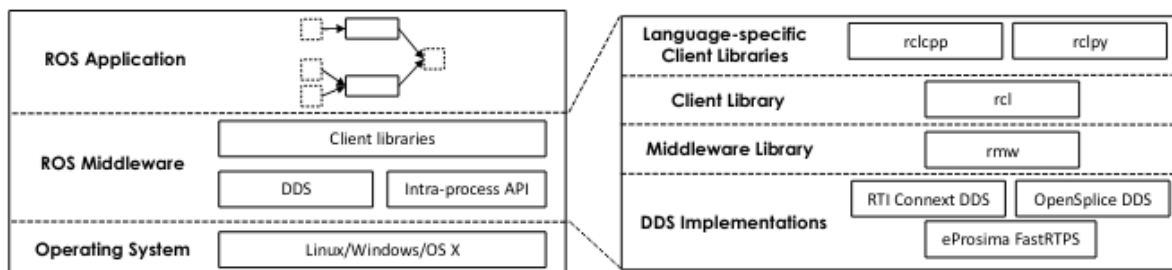 ROS Application
ROS Middleware
Client libraries
DDS
Intra-process API
Operating System
Linux/Windows/OS X
Language-specific
Client Libraries
rclcpp
rclpy
Client Library
rcl
Middleware Library
rmw
DDS Implementations
RTI Connext DDS
OpenSplice DDS
eProsima FastRTPS